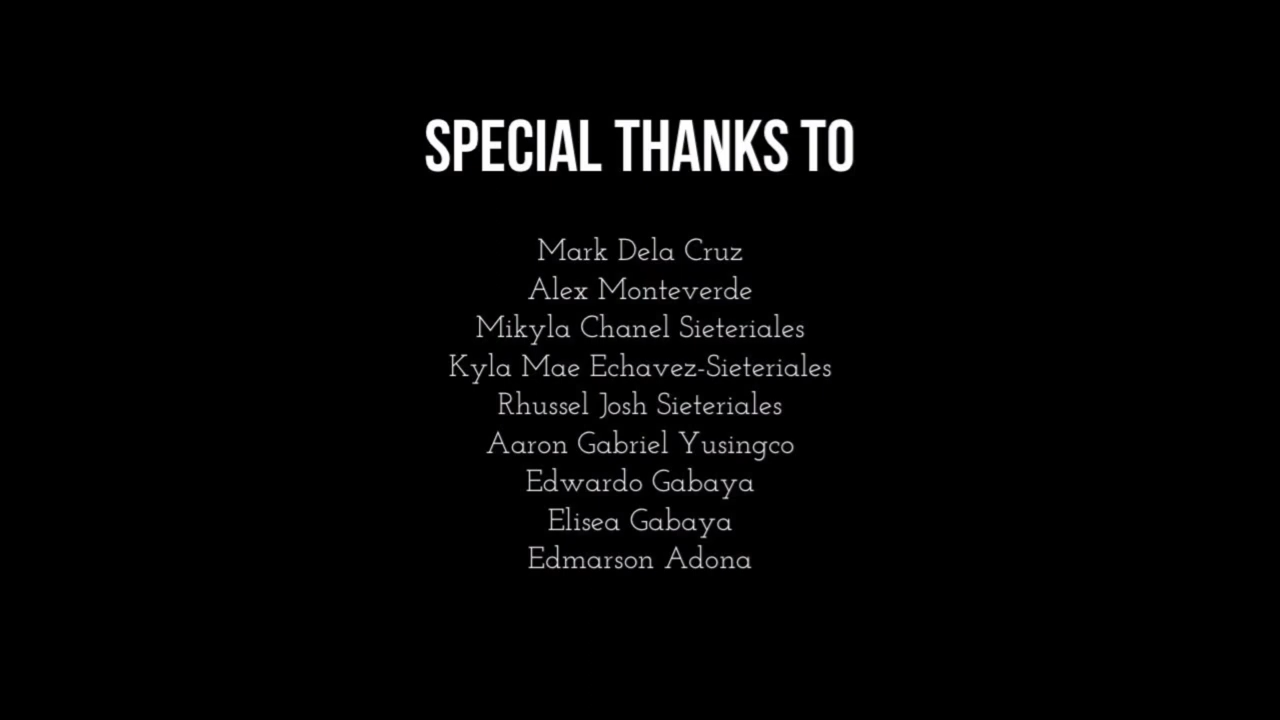 SPECIAL THANKS TO
Mark Dela Cruz
Alex Monteverde
Mikyla Chanel Sieteriales
Kyla Mae Echavez-Sieteriales
Rhussel Josh Sieteriales
Aaron Gabriel Yusingco
Edwardo Gabaya
Elisea Gabaya
Edmarson Adona